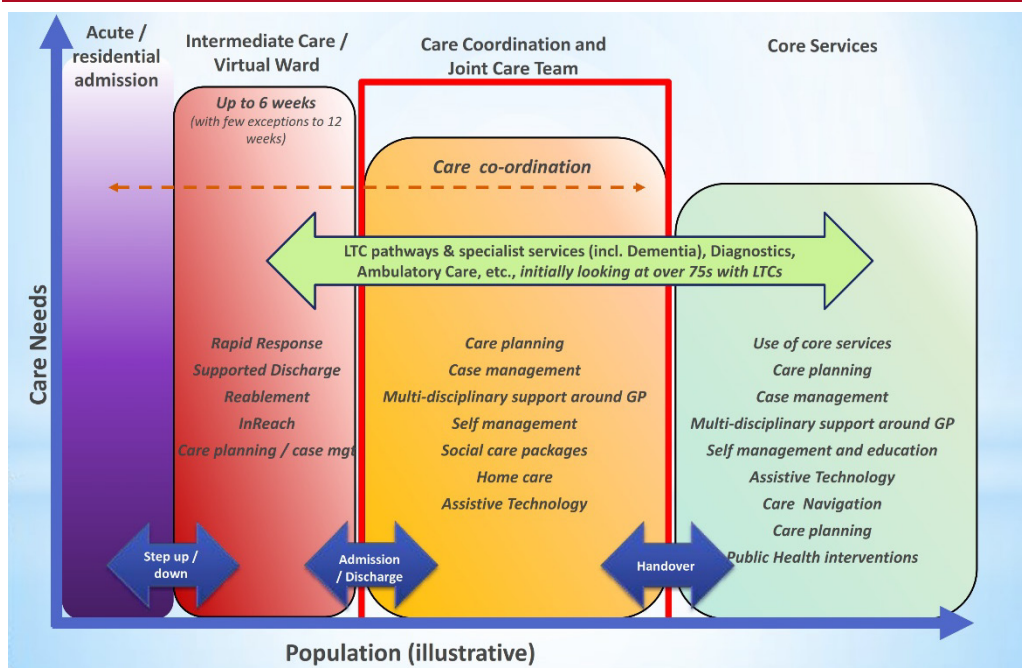 Acute /
residential
admission
Intermediate Care /
Virtual Ward
Care Coordination and
Joint Care Team
Core Services
Up to 6 weeks
(with few exceptions to 12
weeks)
Care co-ordination
LTC pathways & specialist services (incl. Dementia), Diagnostics,
Ambulatory Care, etc., initially looking at over 75s with LTCs
Care Needs
Rapid Response
Supported Discharge
Reablement
InReach
Care planning / case mgt
Care planning
Case management
Multi-disciplinary support around GP
Self management
Social care packages
Home care
Assistive Technology
Use of core services
Care planning
Case management
Multi-disciplinary support around GP
Self management and education
Assistive Technology
Care Navigation
Care planning
Public Health interventions
Step up /
down
Admission
/ Discharge
Handover
Population (illustrative)